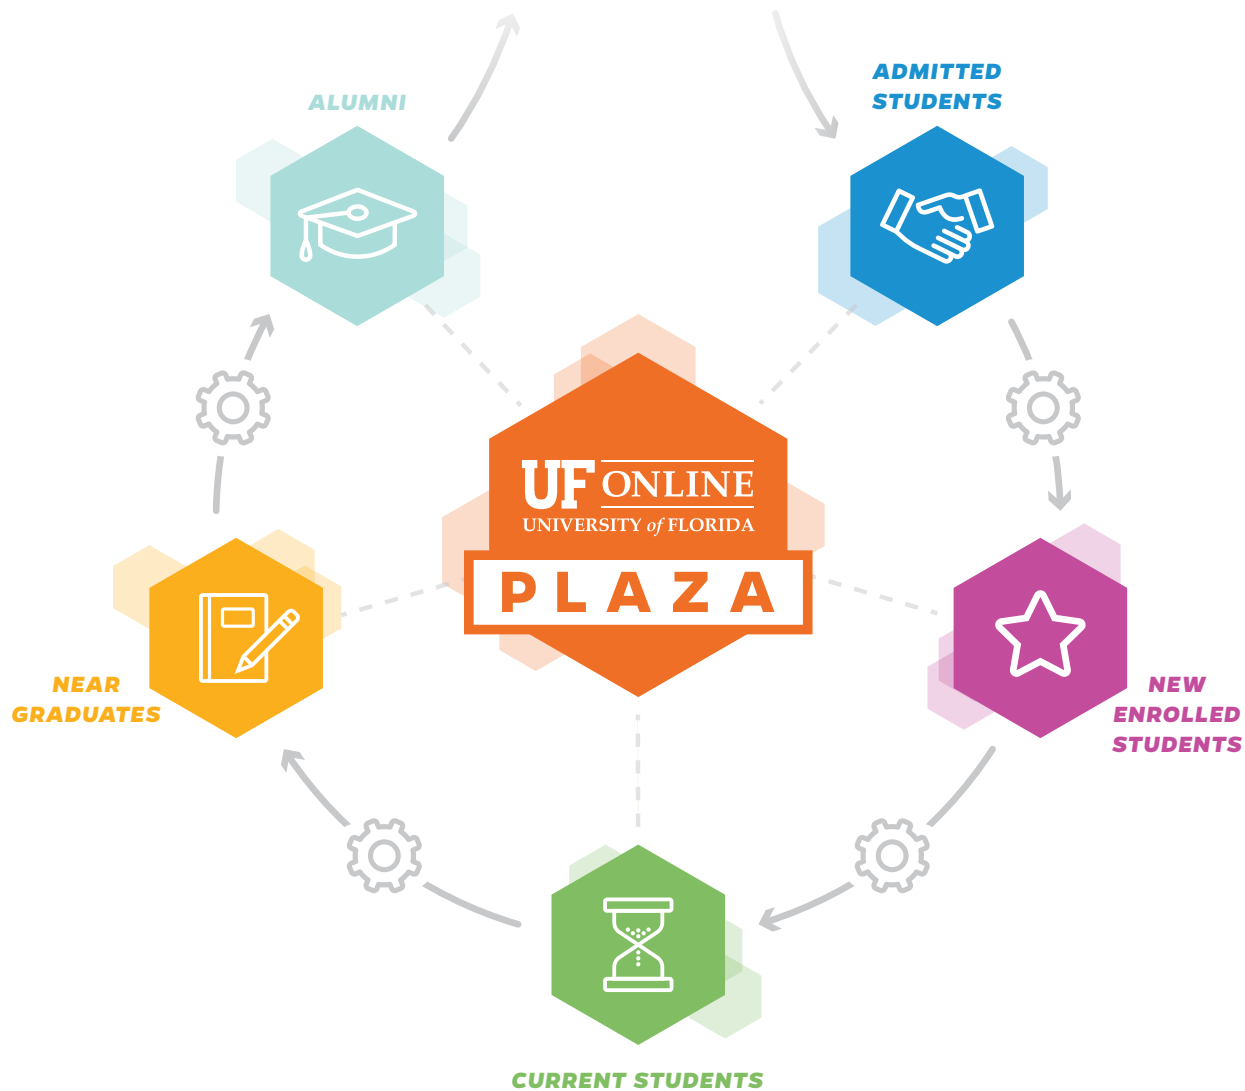 ADMITTED
STUDENTS
ALUMNI
UF ONLINE
UNIVERSITY of FLORIDA
PLAZA
NEAR
GRADUATES
NEW
ENROLLED
STUDENTS
CURRENT STUDENTS